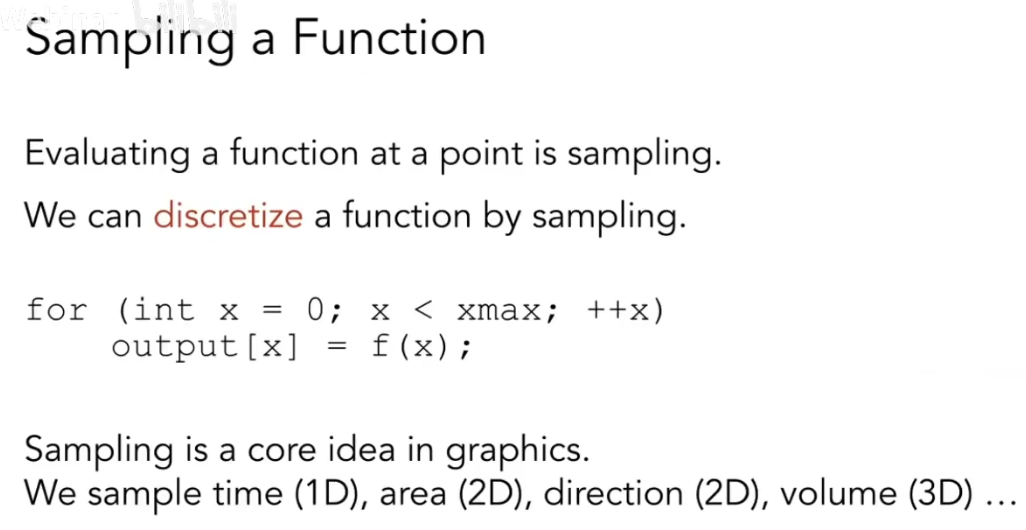 Sampling a Function
Evaluating a function at a point is sampling.
We can discretize a function by sampling.
for (int x = 0; x < xmax; ++x)
    output[x] = f(x);
Sampling is a core idea in graphics.
We sample time (1D), area (2D), direction (2D), volume (3D) ...